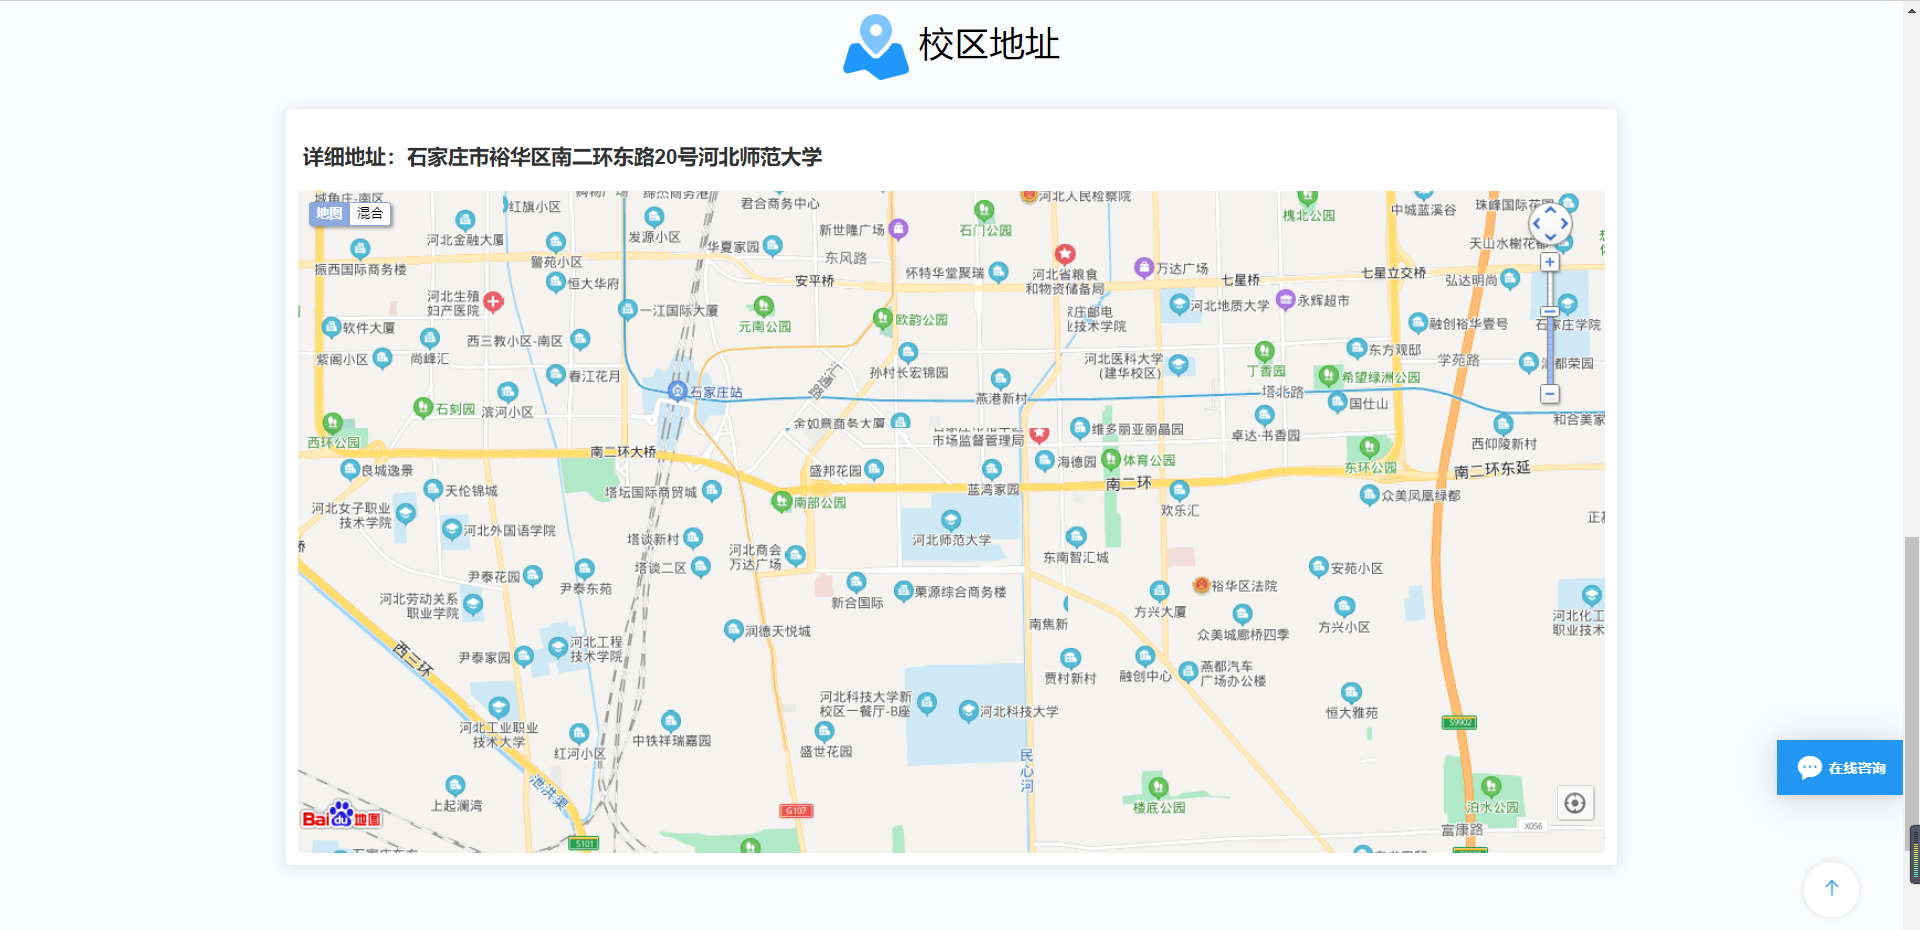 校区地址
详细地址：石家庄市裕华区南二环东路20号河北师范大学
地图
混合
红旗小区
君合商务中心
河北人民检察院
中城蓝溪谷
珠峰国际花园
河北金融大厦
发源小区
华夏家园
新世隆广场
石门公园
槐北公园
天山水榭花都
振西国际商务楼
警苑小区
东风路
怀特华堂聚瑞
河北省粮食
和物资储备局
万达广场
七星桥
七星立交桥
弘达明尚
恒大华府
安平桥
河北生殖
妇产医院
一江国际大厦
元南公园
欧韵公园
河北地质大学
永辉超市
软件大厦
西三教小区-南区
融创裕华壹号
石家庄学院
紫阁小区
尚峰汇
春江花月
孙村长宏锦园
河北医科大学
(建华校区)
丁香园
东方观邸
学苑路
汇通路
石家庄站
燕港新村
塔北路
希望绿洲公园
国仕山
石刻园
滨河小区
金如意商务大厦
市场监督管理局
维多丽亚丽晶园
卓达·书香园
和合美家
西仰陵新村
西环公园
南二环大桥
良城逸景
盛邦花园
蓝湾家园
海德园
体育公园
南二环
东环公园
南二环东延
天伦锦城
塔坛国际商贸城
南部公园
欢乐汇
众美凤凰绿都
河北女子职业
技术学院
河北外国语学院
塔谈新村
河北商会
万达广场
河北师范大学
东南智汇城
尹泰花园
尹泰东苑
塔谈二区
新合国际
栗源综合商务楼
裕华区法院
安苑小区
河北劳动关系
职业学院
方兴大厦
方兴小区
南焦新
众美城廊桥四季
河北化工
职业技术
润德天悦城
西三环
尹泰家园
河北工程
技术学院
贾村新村
融创中心
燕都汽车
广场办公楼
河北科技大学新
校区一餐厅-B座
河北科技大学
恒大雅苑
河北工业职业
技术大学
红河小区
中铁祥瑞嘉园
盛世花园
S9902
民心河
泄洪渠
上起澜湾
G107
楼底公园
泊水公园
X056
富康路
S101
Baidu地图
在线咨询